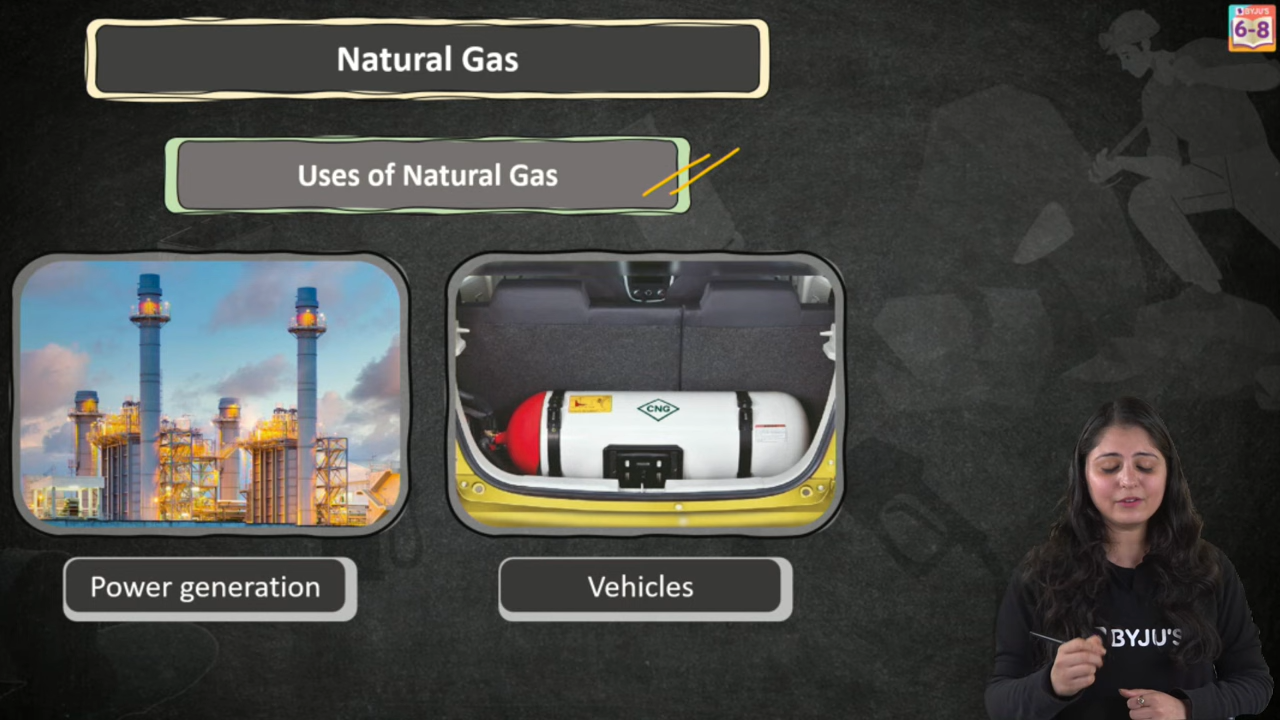 Natural Gas
BYJU'S
6-8
Uses of Natural Gas
CNG
Power generation
Vehicles
BYJU'S